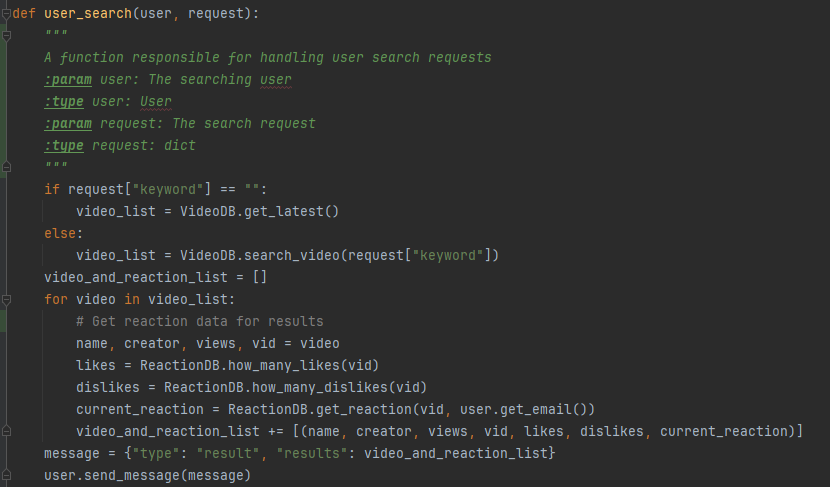 def user_search(user, request):
    """
    A function responsible for handling user search requests
    :param user: The searching user
    :type user: User
    :param request: The search request
    :type request: dict
    """
    if request["keyword"] == "":
        video_list = VideoDB.get_latest()
    else:
        video_list = VideoDB.search_video(request["keyword"])
    video_and_reaction_list = []
    for video in video_list:
        # Get reaction data for results
        name, creator, views, vid = video
        likes = ReactionDB.how_many_likes(vid)
        dislikes = ReactionDB.how_many_dislikes(vid)
        current_reaction = ReactionDB.get_reaction(vid, user.get_email())
        video_and_reaction_list += [(name, creator, views, vid, likes, dislikes, current_reaction)]
    message = {"type": "result", "results": video_and_reaction_list}
    user.send_message(message)